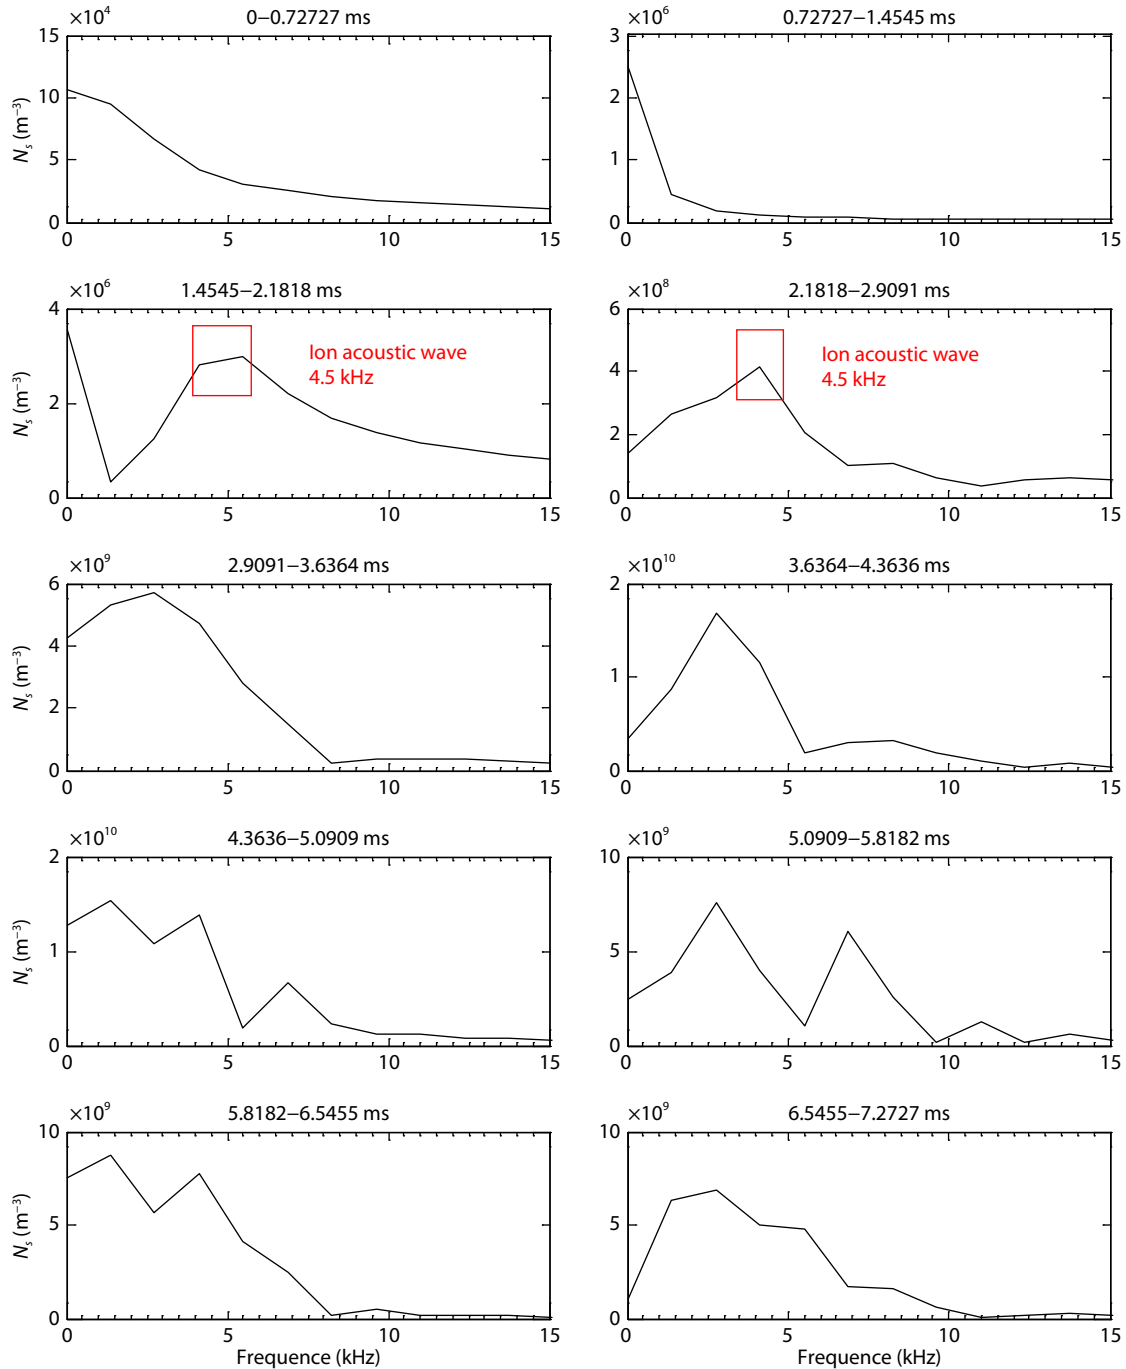 ×10⁴ 0−0.72727 ms
15
10
5
0
Nₛ (m⁻³)
0 5 10 15
×10⁶ 0.72727−1.4545 ms
3
2
1
0
0 5 10 15
×10⁶ 1.4545−2.1818 ms
4
2
0
Nₛ (m⁻³)
Ion acoustic wave
4.5 kHz
0 5 10 15
×10⁸ 2.1818−2.9091 ms
6
4
2
0
Ion acoustic wave
4.5 kHz
0 5 10 15
×10⁹ 2.9091−3.6364 ms
6
4
2
0
Nₛ (m⁻³)
0 5 10 15
×10¹⁰ 3.6364−4.3636 ms
2
1
0
0 5 10 15
×10¹⁰ 4.3636−5.0909 ms
2
1
0
Nₛ (m⁻³)
0 5 10 15
×10⁹ 5.0909−5.8182 ms
10
5
0
0 5 10 15
×10⁹ 5.8182−6.5455 ms
10
5
0
Nₛ (m⁻³)
0 5 10 15
Frequence (kHz)
×10⁹ 6.5455−7.2727 ms
10
5
0
0 5 10 15
Frequence (kHz)